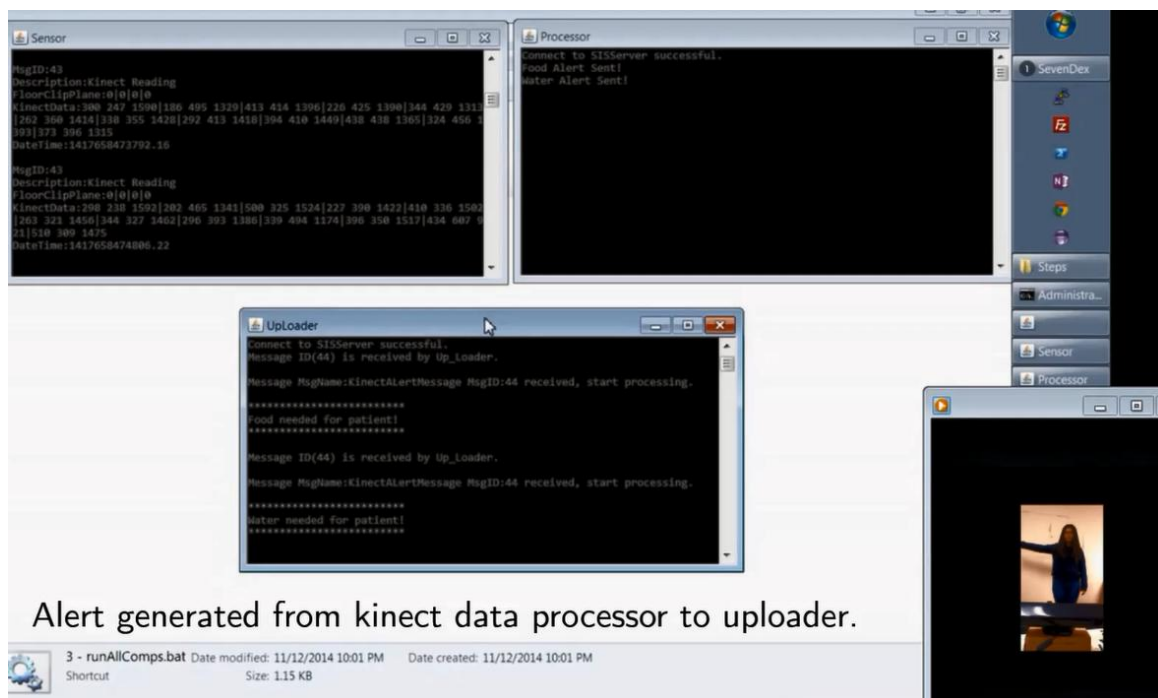 Sensor
MsgID:43
Description:Kinect Reading
FloorClipPlane:0|0|0|0
KinectData:300 247 1590|186 495 1329|413 414 1396|226 425 1390|344 429 1313
|262 360 1414|338 355 1428|292 413 1418|394 410 1449|438 438 1365|324 456 1
393|373 396 1315
DateTime:1417658473792.16
MsgID:43
Description:Kinect Reading
FloorClipPlane:0|0|0|0
KinectData:298 238 1592|202 465 1341|500 325 1524|227 390 1422|410 336 1502
|263 321 1456|344 327 1462|296 393 1386|339 494 1174|396 350 1517|434 607 9
21|510 309 1475
DateTime:1417658474806.22
Processor
Connect to SISServer successful.
Food Alert Sent!
Water Alert Sent!
SevenDex
Steps
Administra...
Sensor
Processor
UpLoader
Connect to SISServer successful.
Message ID(44) is received by Up_Loader.
Message MsgName:KinectALertMessage MsgID:44 received, start processing.
*************************
Food needed for patient!
*************************
Message ID(44) is received by Up_Loader.
Message MsgName:KinectALertMessage MsgID:44 received, start processing.
*************************
Water needed for patient!
*************************
Alert generated from kinect data processor to uploader.
3 - runAllComps.bat Date modified: 11/12/2014 10:01 PM Date created: 11/12/2014 10:01 PM
Shortcut Size: 1.15 KB